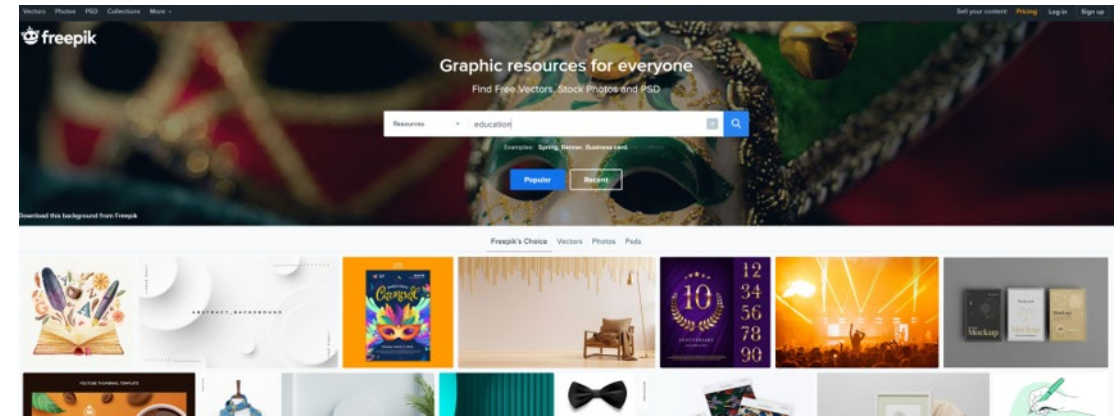 Vectors Photos PSD Collections More
Sell your content Pricing Log in Sign up
freepik
Graphic resources for everyone
Find Free Vectors, Stock Photos and PSD
Resources education
Examples: Spring, Banner, Business card
Popular Recent
Download this background from Freepik
Freepik's Choice Vectors Photos Psds
ABSTRACT, BACKGROUND
Carnival
10
ANNIVERSARY
12
34
56
78
90
Mockup
Mockup
Mockup
YOUTUBE THUMBNAIL TEMPLATE